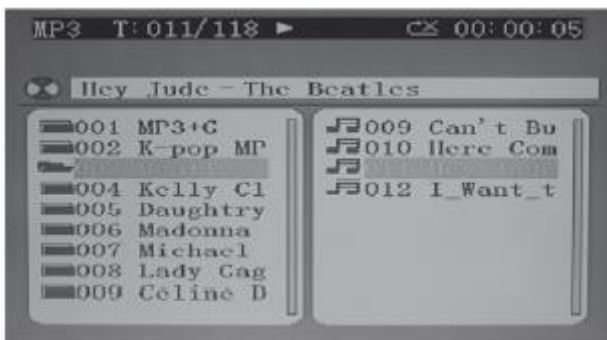 MP3 T:011/118 00:00:05
Hey Jude - The Beatles
001 MP3+G
002 K-pop MP
004 Kelly Cl
005 Daughtry
006 Madonna
007 Michael
008 Lady Gag
009 Celine D
009 Can't Bu
010 Here Com
012 I_Want_t